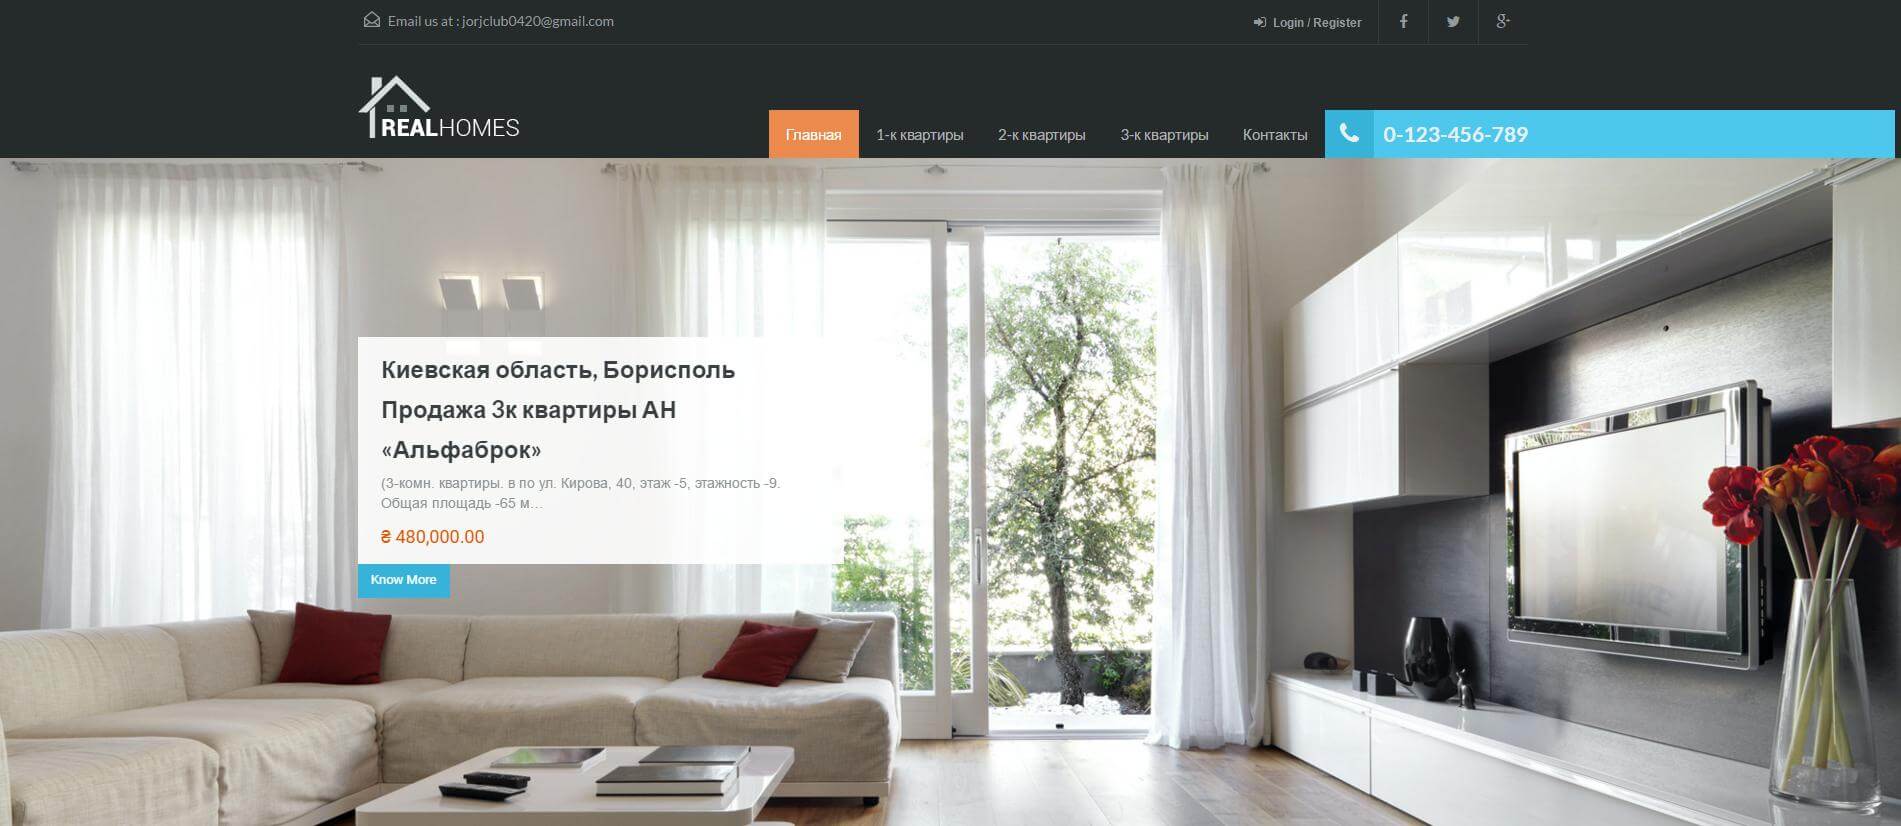 Email us at : jorjclub0420@gmail.com
Login / Register
REALHOMES
Главная
1-к квартиры
2-к квартиры
3-к квартиры
Контакты
0-123-456-789
Киевская область, Борисполь
Продажа 3к квартиры АН
«Альфаброк»
(3-комн. квартиры. в по ул. Кирова, 40, этаж -5, этажность -9.
Общая площадь -65 м...
₴ 480,000.00
Know More